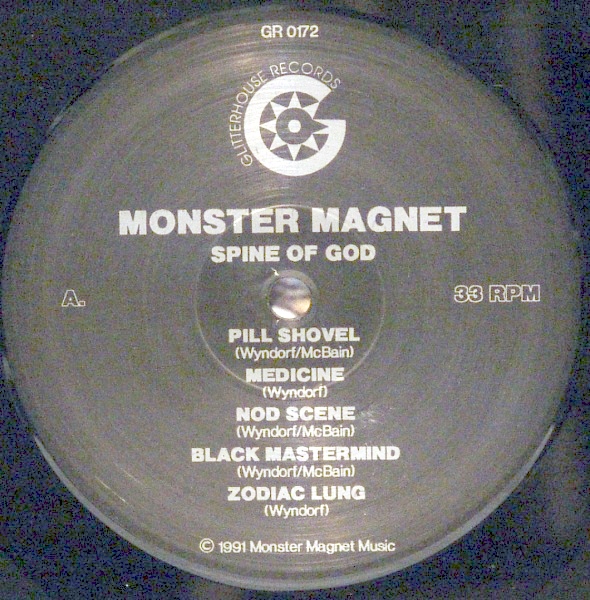 GR 0172
GLITTERHOUSE RECORDS
MONSTER MAGNET
SPINE OF GOD
A.
33 RPM
PILL SHOVEL
(Wyndorf/McBain)
MEDICINE
(Wyndorf)
NOD SCENE
(Wyndorf/McBain)
BLACK MASTERMIND
(Wyndorf/McBain)
ZODIAC LUNG
(Wyndorf)
© 1991 Monster Magnet Music